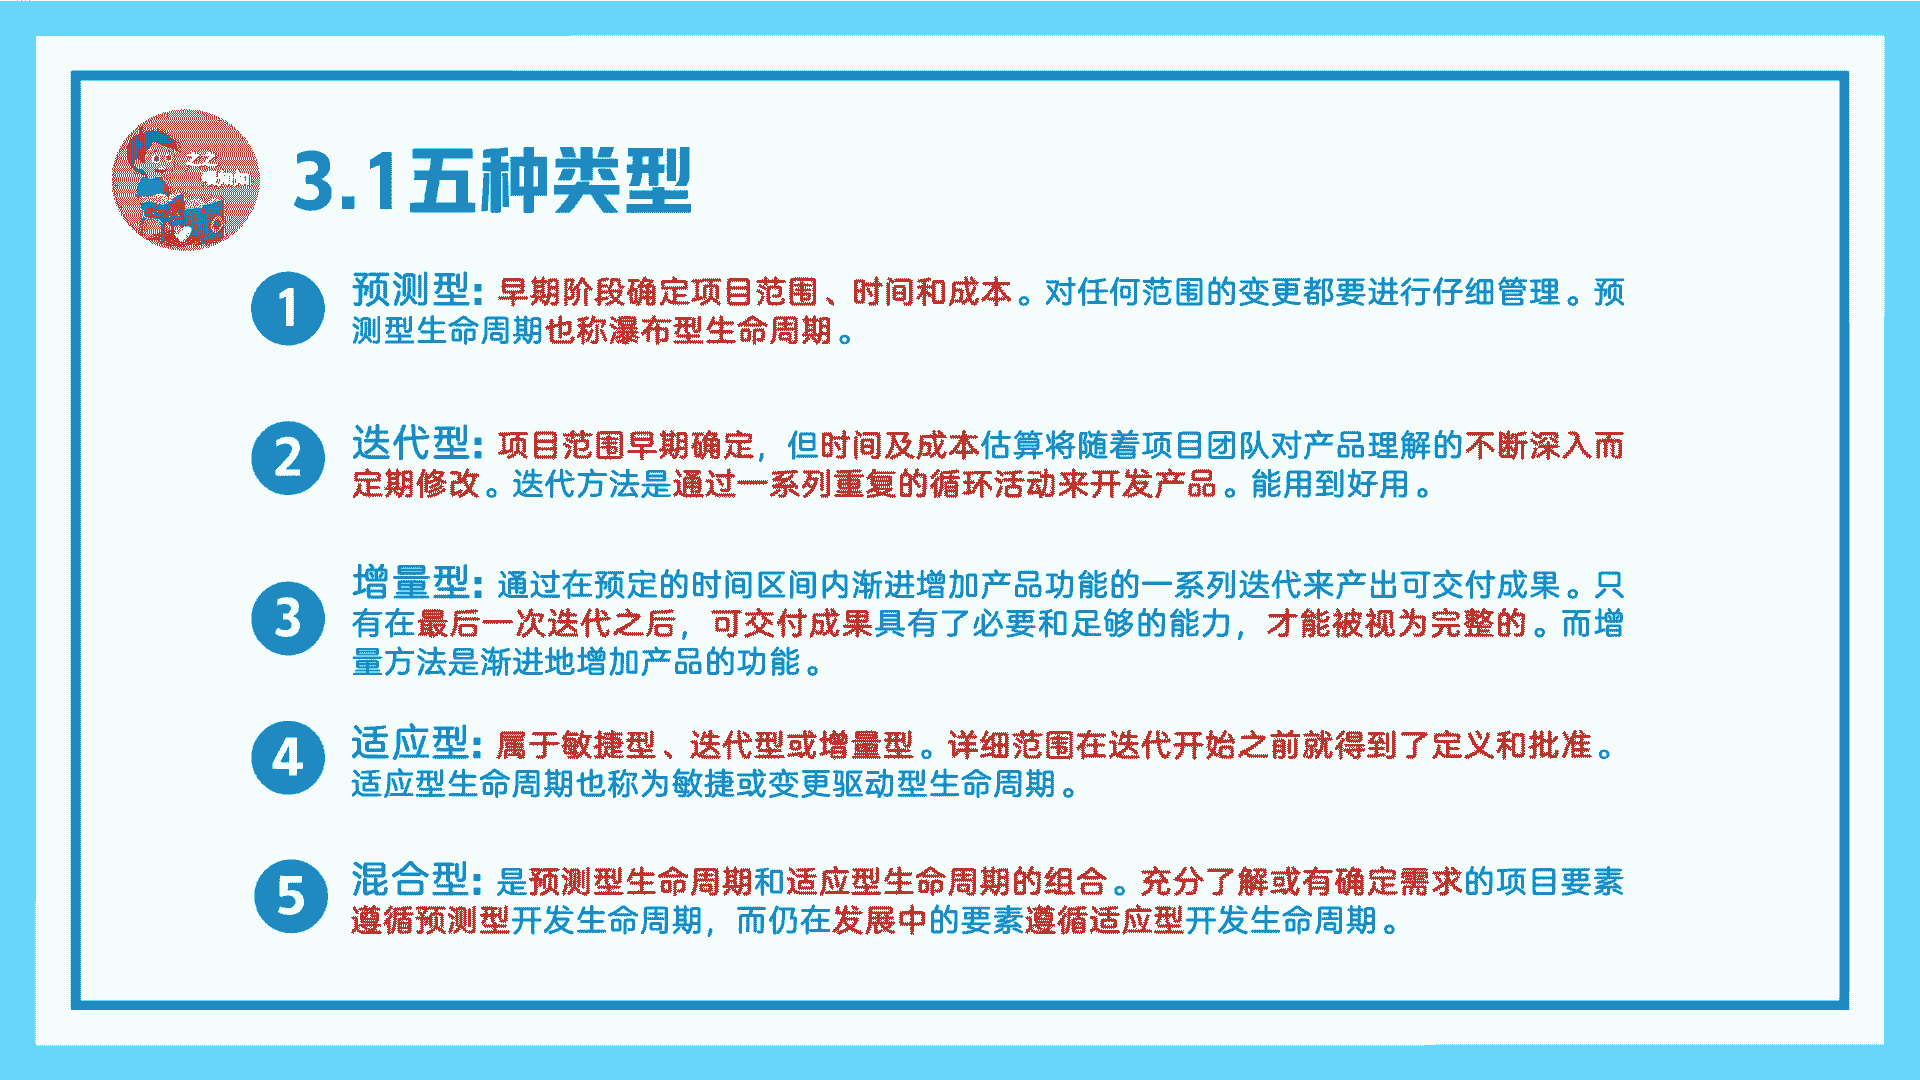 3.1五种类型
1 预测型: 早期阶段确定项目范围、时间和成本。对任何范围的变更都要进行仔细管理。预
测型生命周期也称瀑布型生命周期。
2 迭代型: 项目范围早期确定, 但时间及成本估算将随着项目团队对产品理解的不断深入而
定期修改。迭代方法是通过一系列重复的循环活动来开发产品。能用到好用。
3 增量型: 通过在预定的时间区间内渐进增加产品功能的一系列迭代来产出可交付成果。只
有在最后一次迭代之后, 可交付成果具有了必要和足够的能力, 才能被视为完整的。而增
量方法是渐进地增加产品的功能。
4 适应型: 属于敏捷型、迭代型或增量型。详细范围在迭代开始之前就得到了定义和批准。
适应型生命周期也称为敏捷或变更驱动型生命周期。
5 混合型: 是预测型生命周期和适应型生命周期的组合。充分了解或有确定需求的项目要素
遵循预测型开发生命周期, 而仍在发展中的要素遵循适应型开发生命周期。